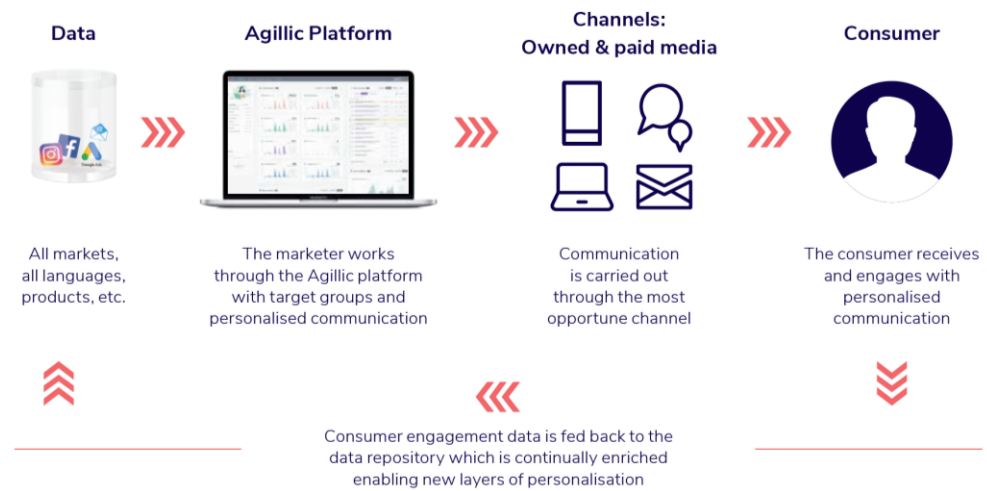 Data
Agillic Platform
Channels:
Owned & paid media
Consumer
Google Ads
All markets,
all languages,
products, etc.
The marketer works
through the Agillic platform
with target groups and
personalised communication
Communication
is carried out
through the most
opportune channel
The consumer receives
and engages with
personalised
communication
Consumer engagement data is fed back to the
data repository which is continually enriched
enabling new layers of personalisation